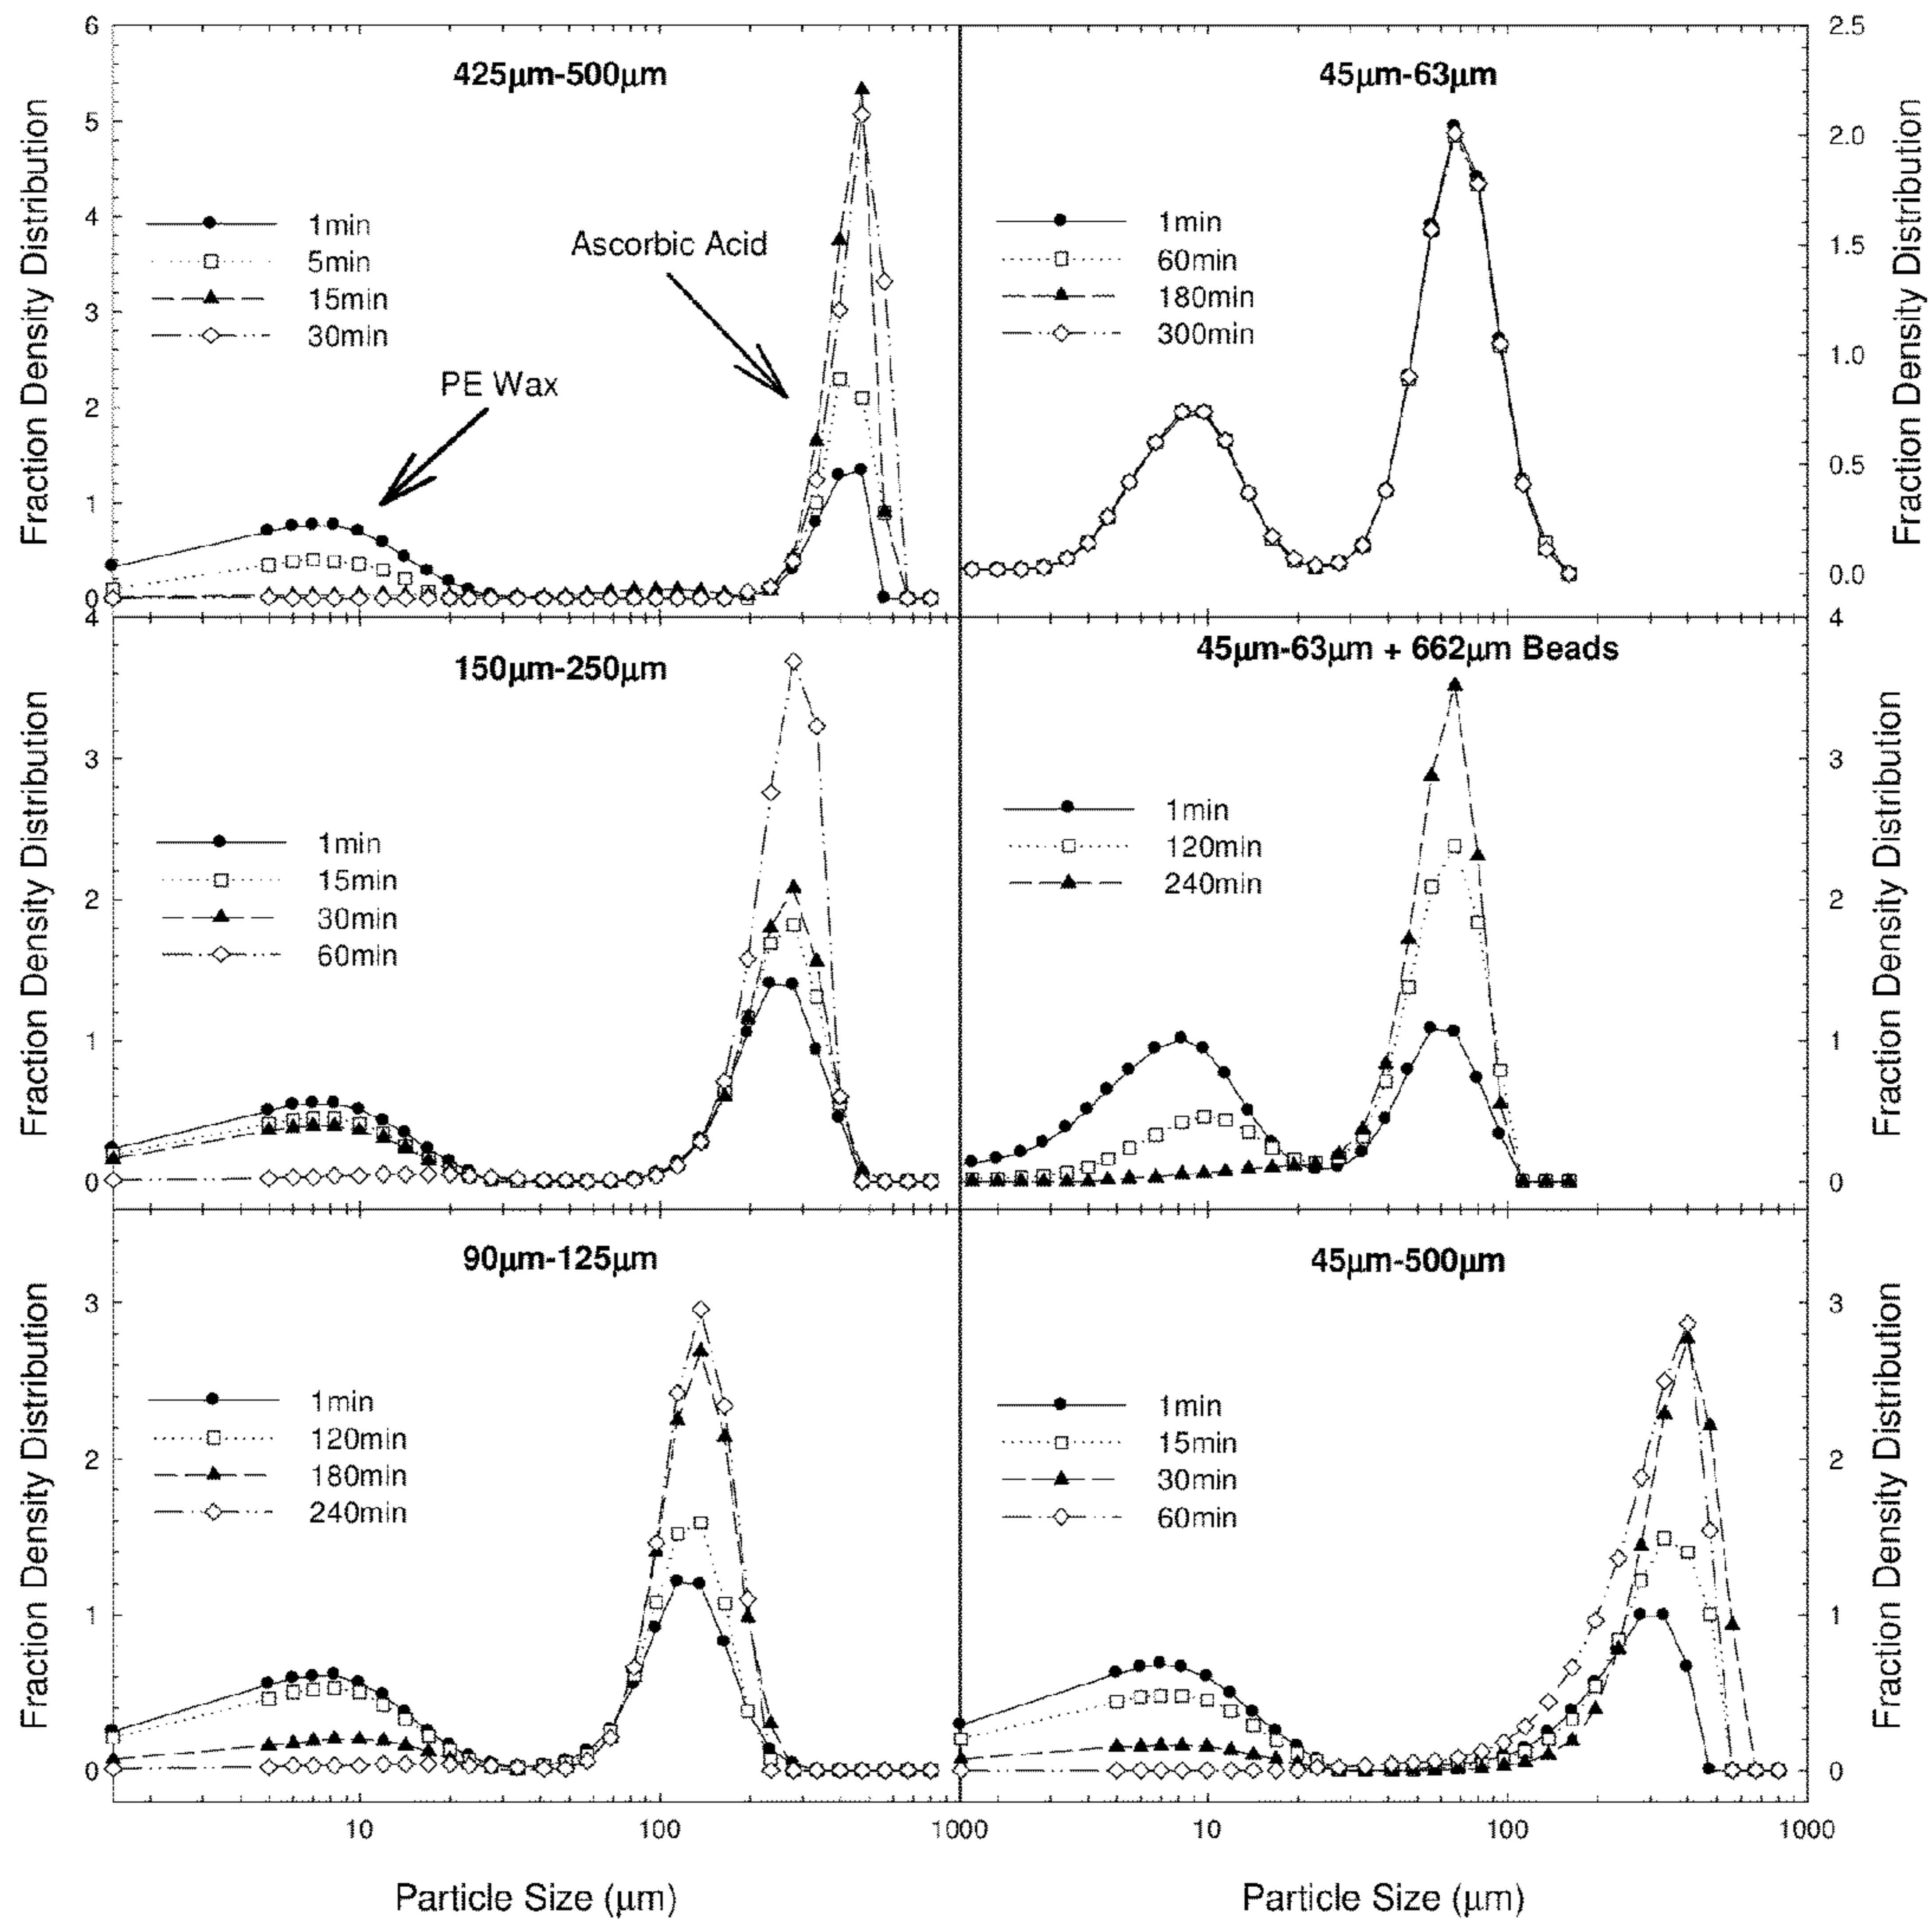 6
5
4
3
2
1
0
Fraction Density Distribution
425μm-500μm
1min
5min
15min
30min
PE Wax
Ascorbic Acid
45μm-63μm
1min
60min
180min
300min
2.5
2.0
1.5
1.0
0.5
0.0
Fraction Density Distribution
4
3
2
1
0
Fraction Density Distribution
150μm-250μm
1min
15min
30min
60min
45μm-63μm + 662μm Beads
1min
120min
240min
4
3
2
1
0
Fraction Density Distribution
3
2
1
0
Fraction Density Distribution
90μm-125μm
1min
120min
180min
240min
45μm-500μm
1min
15min
30min
60min
3
2
1
0
Fraction Density Distribution
10
100
1000
10
100
1000
Particle Size (μm)
Particle Size (μm)